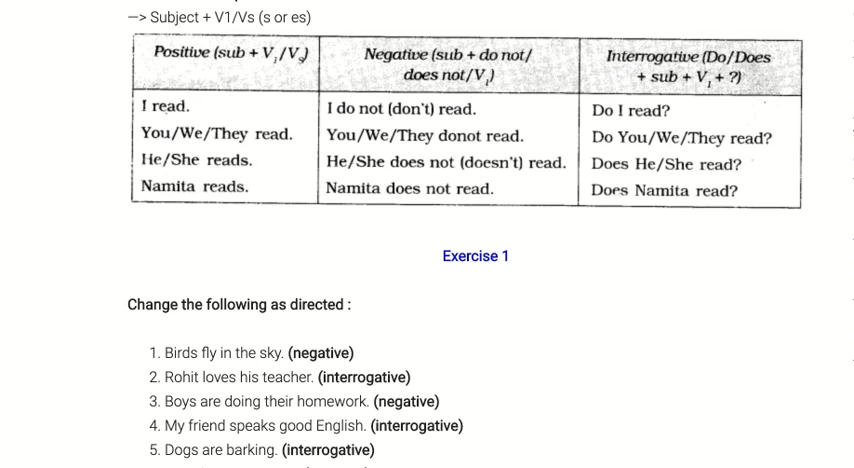 —> Subject + V1/Vs (s or es)
Positive (sub + V₁/Vₛ)
Negative (sub + do not/
does not/V₁)
Interrogative (Do/Does
+ sub + V₁ + ?)
I read.
I do not (don't) read.
Do I read?
You/We/They read.
You/We/They donot read.
Do You/We/They read?
He/She reads.
He/She does not (doesn't) read.
Does He/She read?
Namita reads.
Namita does not read.
Does Namita read?
Exercise 1
Change the following as directed :
1. Birds fly in the sky. (negative)
2. Rohit loves his teacher. (interrogative)
3. Boys are doing their homework. (negative)
4. My friend speaks good English. (interrogative)
5. Dogs are barking. (interrogative)